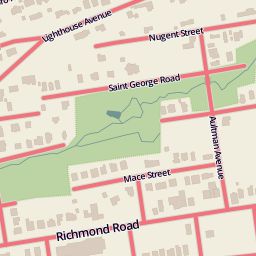 Lighthouse Avenue
Nugent Street
Saint George Road
Aultman Avenue
Mace Street
Richmond Road